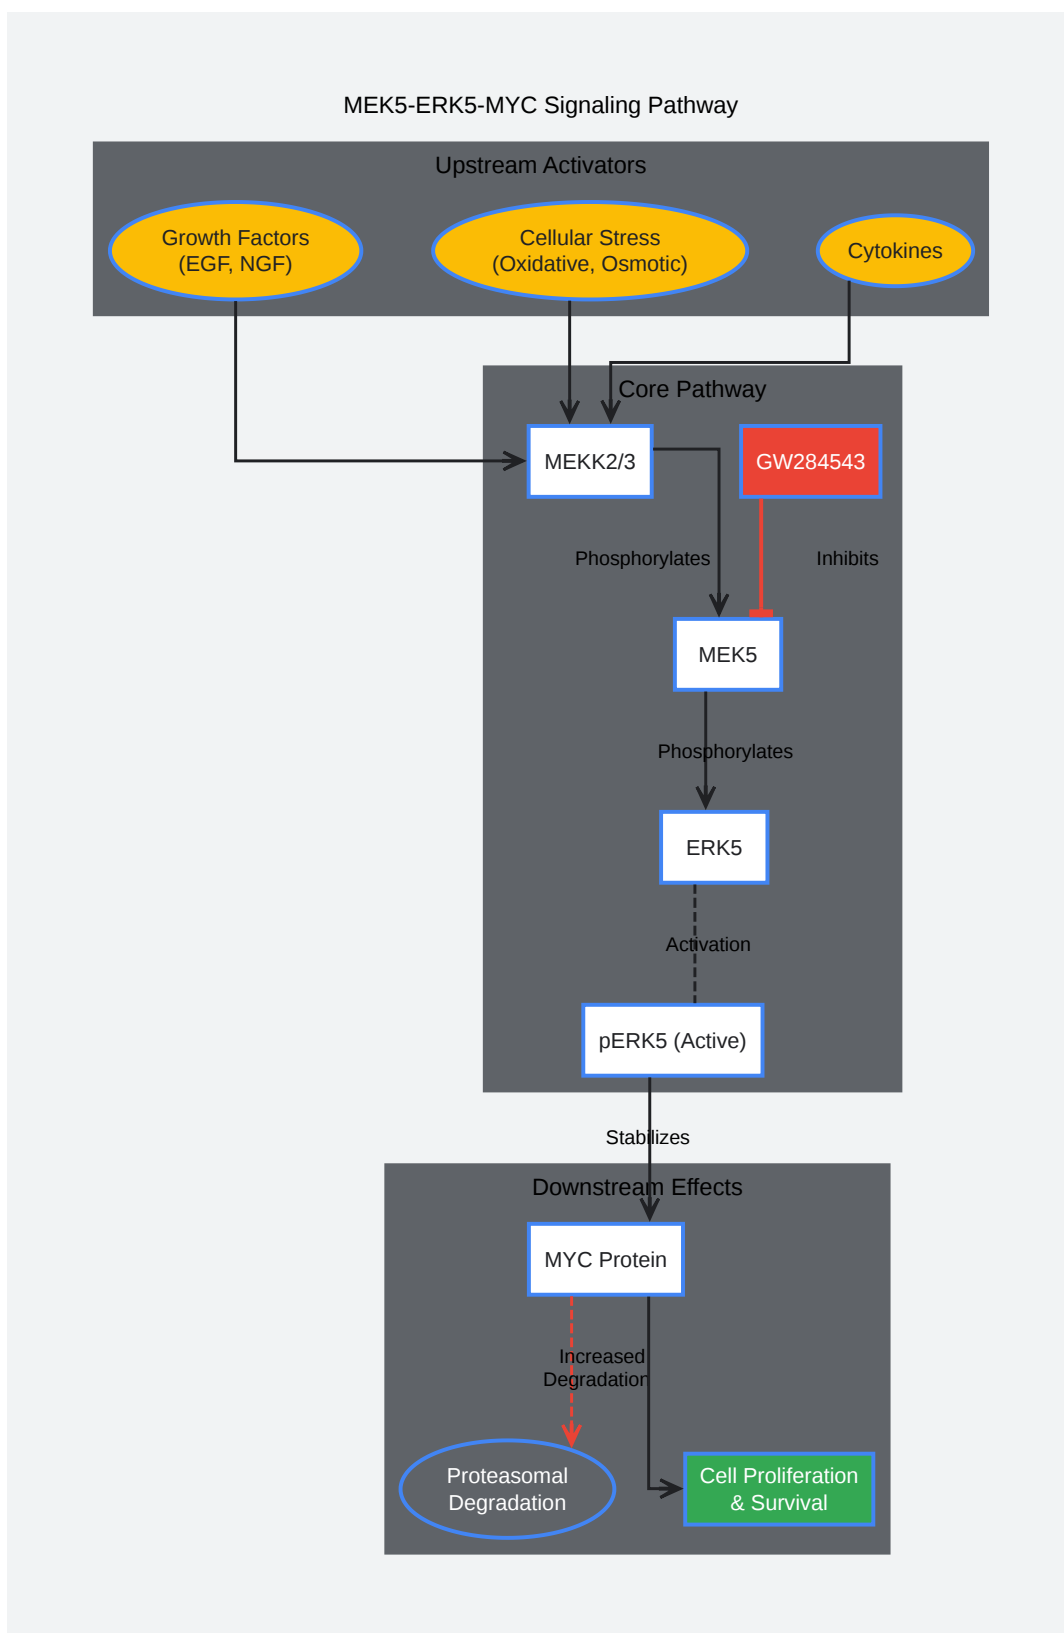 MEK5-ERK5-MYC Signaling Pathway
Upstream Activators
Growth Factors
(EGF, NGF)
Cellular Stress
(Oxidative, Osmotic)
Cytokines
Core Pathway
MEKK2/3
GW284543
Phosphorylates
Inhibits
MEK5
Phosphorylates
ERK5
Activation
pERK5 (Active)
Stabilizes
Downstream Effects
MYC Protein
Increased
Degradation
Proteasomal
Degradation
Cell Proliferation
& Survival